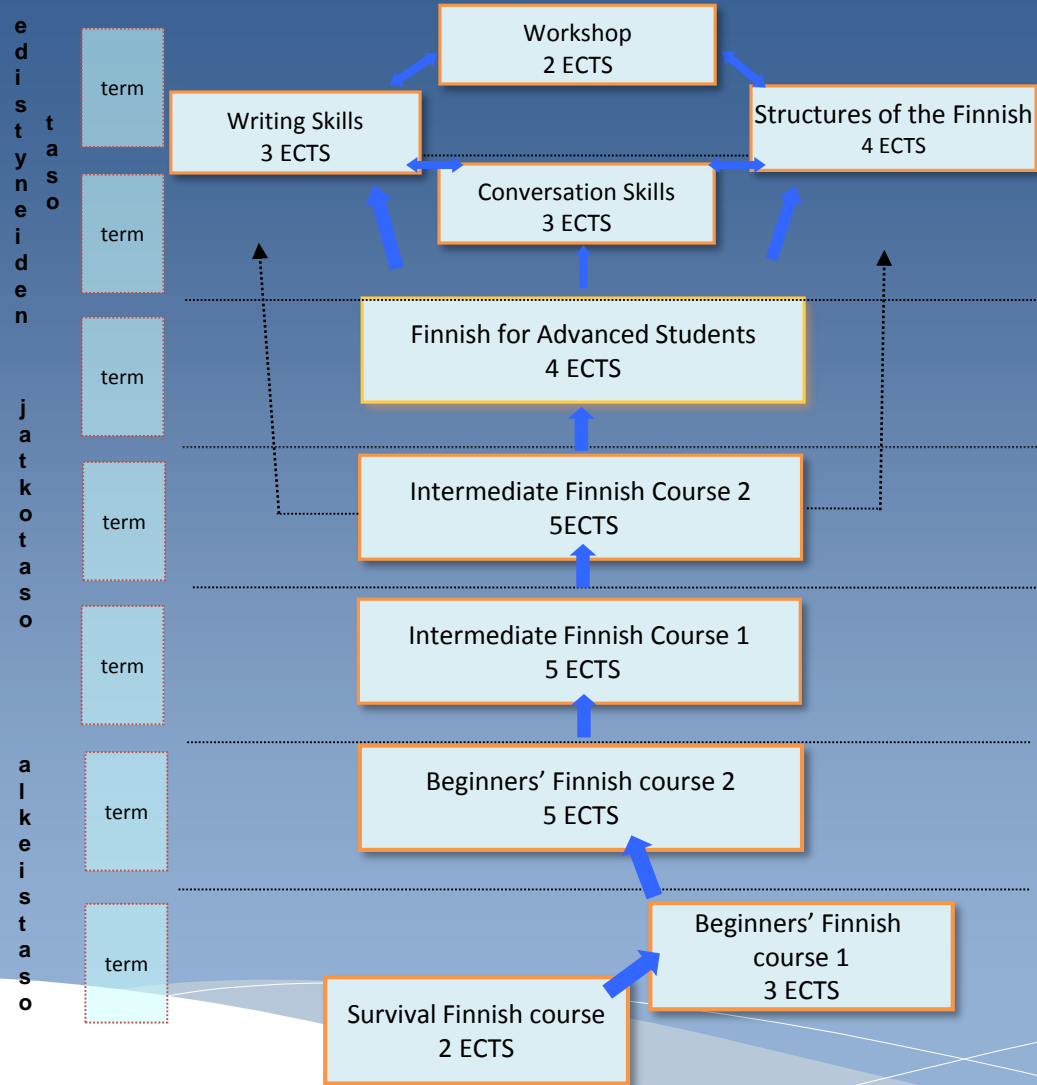 edistyneiden
taso
jatkotaso
alkeistaso
term
term
term
term
term
term
term
Workshop
2 ECTS
Writing Skills
3 ECTS
Structures of the Finnish
4 ECTS
Conversation Skills
3 ECTS
Finnish for Advanced Students
4 ECTS
Intermediate Finnish Course 2
5ECTS
Intermediate Finnish Course 1
5 ECTS
Beginners’ Finnish course 2
5 ECTS
Beginners’ Finnish
course 1
3 ECTS
Survival Finnish course
2 ECTS